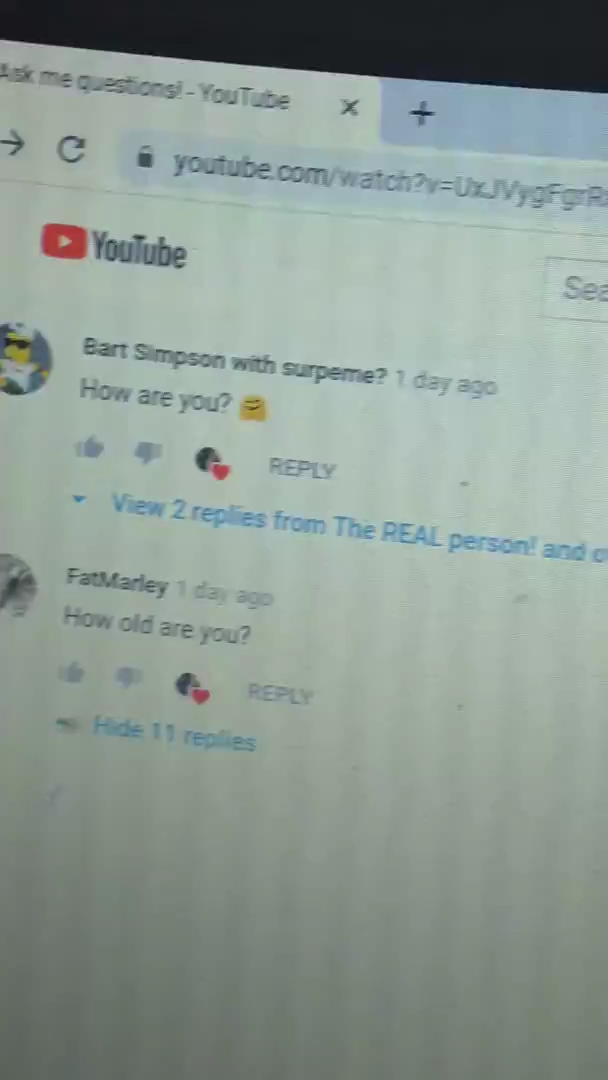 Ask me questions! - YouTube
youtube.com/watch?v=UxJVygFgrR
YouTube
Sea
Bart Simpson with surpeme? 1 day ago
How are you? 🤗
REPLY
View 2 replies from The REAL person! and o
FatMarley 1 day ago
How old are you?
REPLY
Hide 11 replies